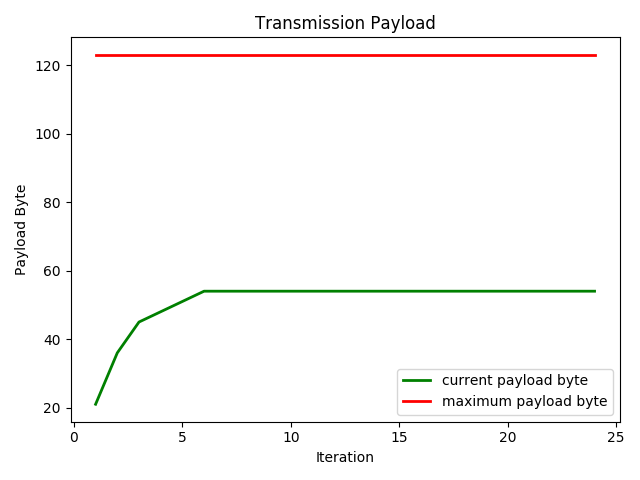 Transmission Payload
120
100
80
60
40
20
Payload Byte
current payload byte
maximum payload byte
0 5 10 15 20 25
Iteration